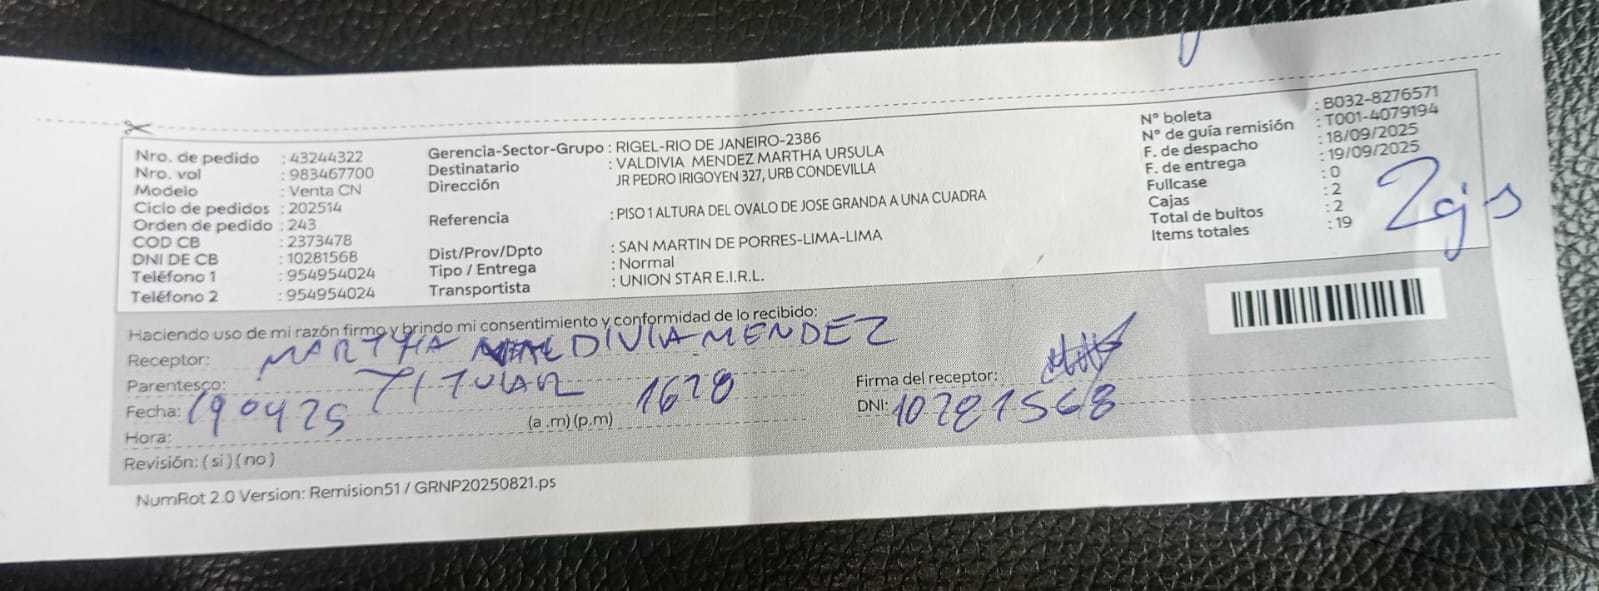 Nro. de pedido : 43244322
Nro. vol : 983467700
Modelo : Venta CN
Ciclo de pedidos : 202514
Orden de pedido : 243
COD CB : 2373478
DNI DE CB : 10281568
Teléfono 1 : 954954024
Teléfono 2 : 954954024
Gerencia-Sector-Grupo : RIGEL-RIO DE JANEIRO-2386
Destinatario : VALDIVIA MENDEZ MARTHA URSULA
Dirección JR PEDRO IRIGOYEN 327, URB CONDEVILLA
Referencia : PISO 1 ALTURA DEL OVALO DE JOSE GRANDA A UNA CUADRA
Dist/Prov/Dpto : SAN MARTIN DE PORRES-LIMA-LIMA
Tipo / Entrega : Normal
Transportista : UNION STAR E.I.R.L.
N° boleta : B032-8276571
N° de guía remisión : T001-4079194
F. de despacho : 18/09/2025
F. de entrega : 19/09/2025
Fullcase : 0
Cajas : 2
Total de bultos : 2
Items totales : 19
Haciendo uso de mi razón firmo y brindo mi consentimiento y conformidad de lo recibido:
Receptor: MARTHA VALDIVIA MENDEZ
Parentesco: TITULAR
Fecha:
Hora: (a.m) (p.m) 1628
Revisión: ( si ) ( no )
Firma del receptor:
DNI: 10281568
NumRot 2.0 Version: Remision51 / GRNP20250821.ps